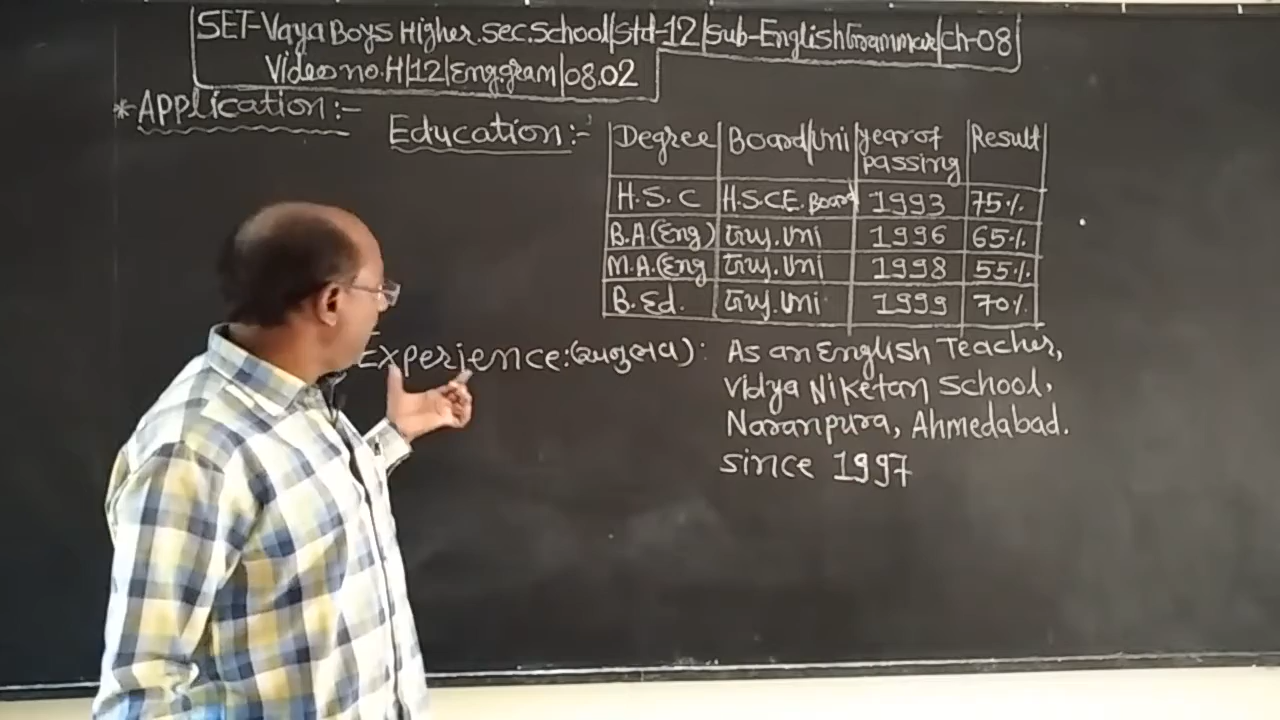 SET-Vaya Boys Higher.Sec.School|Std-12|Sub-English Grammar|Ch-08|
Video no.H|12|Eng.gram|08.02
*Application:-
Education:-
Degree Board/Uni year of passing Result
H.S.C H.S.C.E. Board 1993 75%
B.A.(Eng) Guj.Uni 1996 65%
M.A.(Eng Guj.Uni 1998 55%
B.Ed. Guj.Uni 1999 70%
Experience:(અનુભવ): As an English Teacher,
Vidya Niketan School,
Naranpura, Ahmedabad.
since 1997